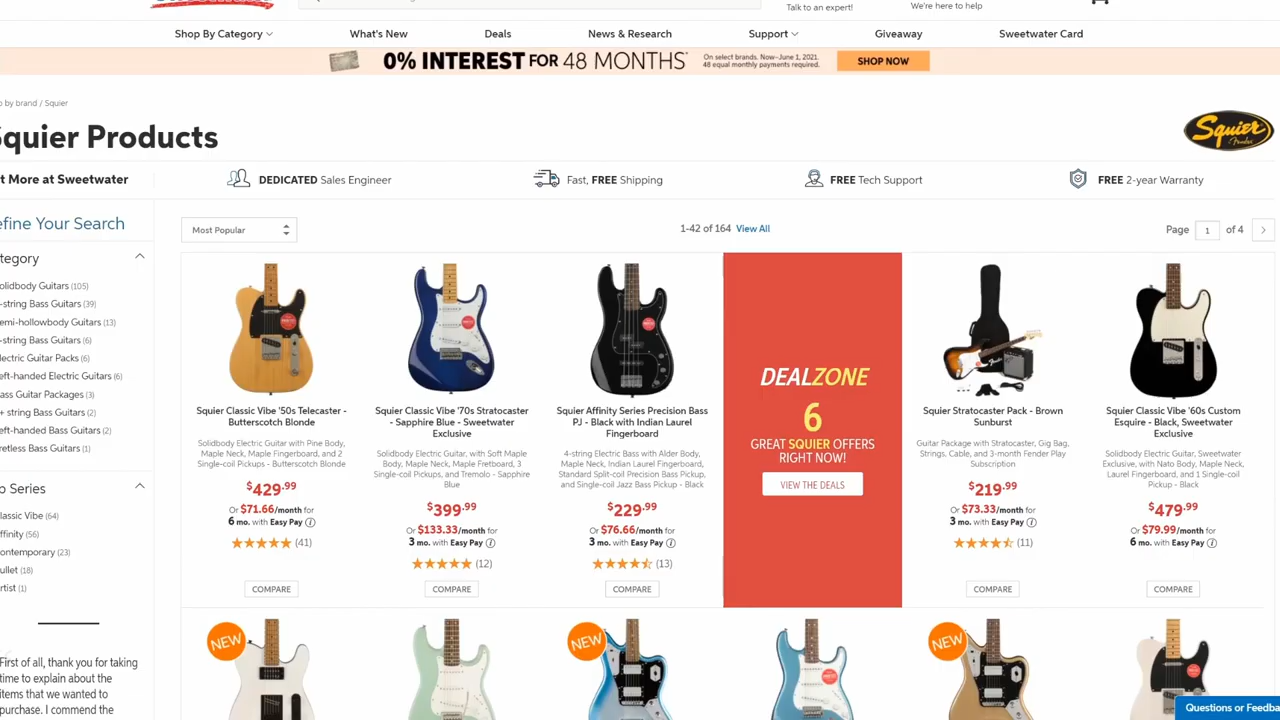 Talk to an expert!
We're here to help
Shop By Category
What's New
Deals
News & Research
Support
Giveaway
Sweetwater Card
0% INTEREST FOR 48 MONTHS*
On select brands. Now–June 1, 2021.
48 equal monthly payments required.
SHOP NOW
by brand / Squier
quier Products
Squier
Fender
t More at Sweetwater
DEDICATED Sales Engineer
Fast, FREE Shipping
FREE Tech Support
FREE 2-year Warranty
efine Your Search
Most Popular
1-42 of 164 View All
Page 1 of 4
tegory
olidbody Guitars (105)
-string Bass Guitars (39)
emi-hollowbody Guitars (13)
-string Bass Guitars (6)
lectric Guitar Packs (6)
eft-handed Electric Guitars (6)
ass Guitar Packages (3)
+ string Bass Guitars (2)
eft-handed Bass Guitars (2)
retless Bass Guitars (1)
Series
lassic Vibe (64)
ffinity (56)
ontemporary (23)
ullet (18)
rtist (1)
First of all, thank you for taking
time to explain about the
items that we wanted to
purchase. I commend the
Squier Classic Vibe '50s Telecaster -
Butterscotch Blonde
Solidbody Electric Guitar with Pine Body,
Maple Neck, Maple Fingerboard, and 2
Single-coil Pickups - Butterscotch Blonde
$429.99
Or $71.66/month for
6 mo. with Easy Pay
(41)
COMPARE
Squier Classic Vibe '70s Stratocaster
- Sapphire Blue - Sweetwater
Exclusive
Solidbody Electric Guitar, with Soft Maple
Body, Maple Neck, Maple Fretboard, 3
Single-coil Pickups, and Tremolo - Sapphire
Blue
$399.99
Or $133.33/month for
3 mo. with Easy Pay
(12)
COMPARE
Squier Affinity Series Precision Bass
PJ - Black with Indian Laurel
Fingerboard
4-string Electric Bass with Alder Body,
Maple Neck, Indian Laurel Fingerboard,
Standard Split-coil Precision Bass Pickup,
and Single-coil Jazz Bass Pickup - Black
$229.99
Or $76.66/month for
3 mo. with Easy Pay
(13)
COMPARE
DEALZONE
6
GREAT SQUIER OFFERS
RIGHT NOW!
VIEW THE DEALS
Squier Stratocaster Pack - Brown
Sunburst
Guitar Package with Stratocaster, Gig Bag,
Strings, Cable, and 3-month Fender Play
Subscription
$219.99
Or $73.33/month for
3 mo. with Easy Pay
(11)
COMPARE
Squier Classic Vibe '60s Custom
Esquire - Black, Sweetwater
Exclusive
Solidbody Electric Guitar, Sweetwater
Exclusive, with Nato Body, Maple Neck,
Laurel Fingerboard, and 1 Single-coil
Pickup - Black
$479.99
Or $79.99/month for
6 mo. with Easy Pay
COMPARE
NEW
NEW
NEW
Questions or Feedba